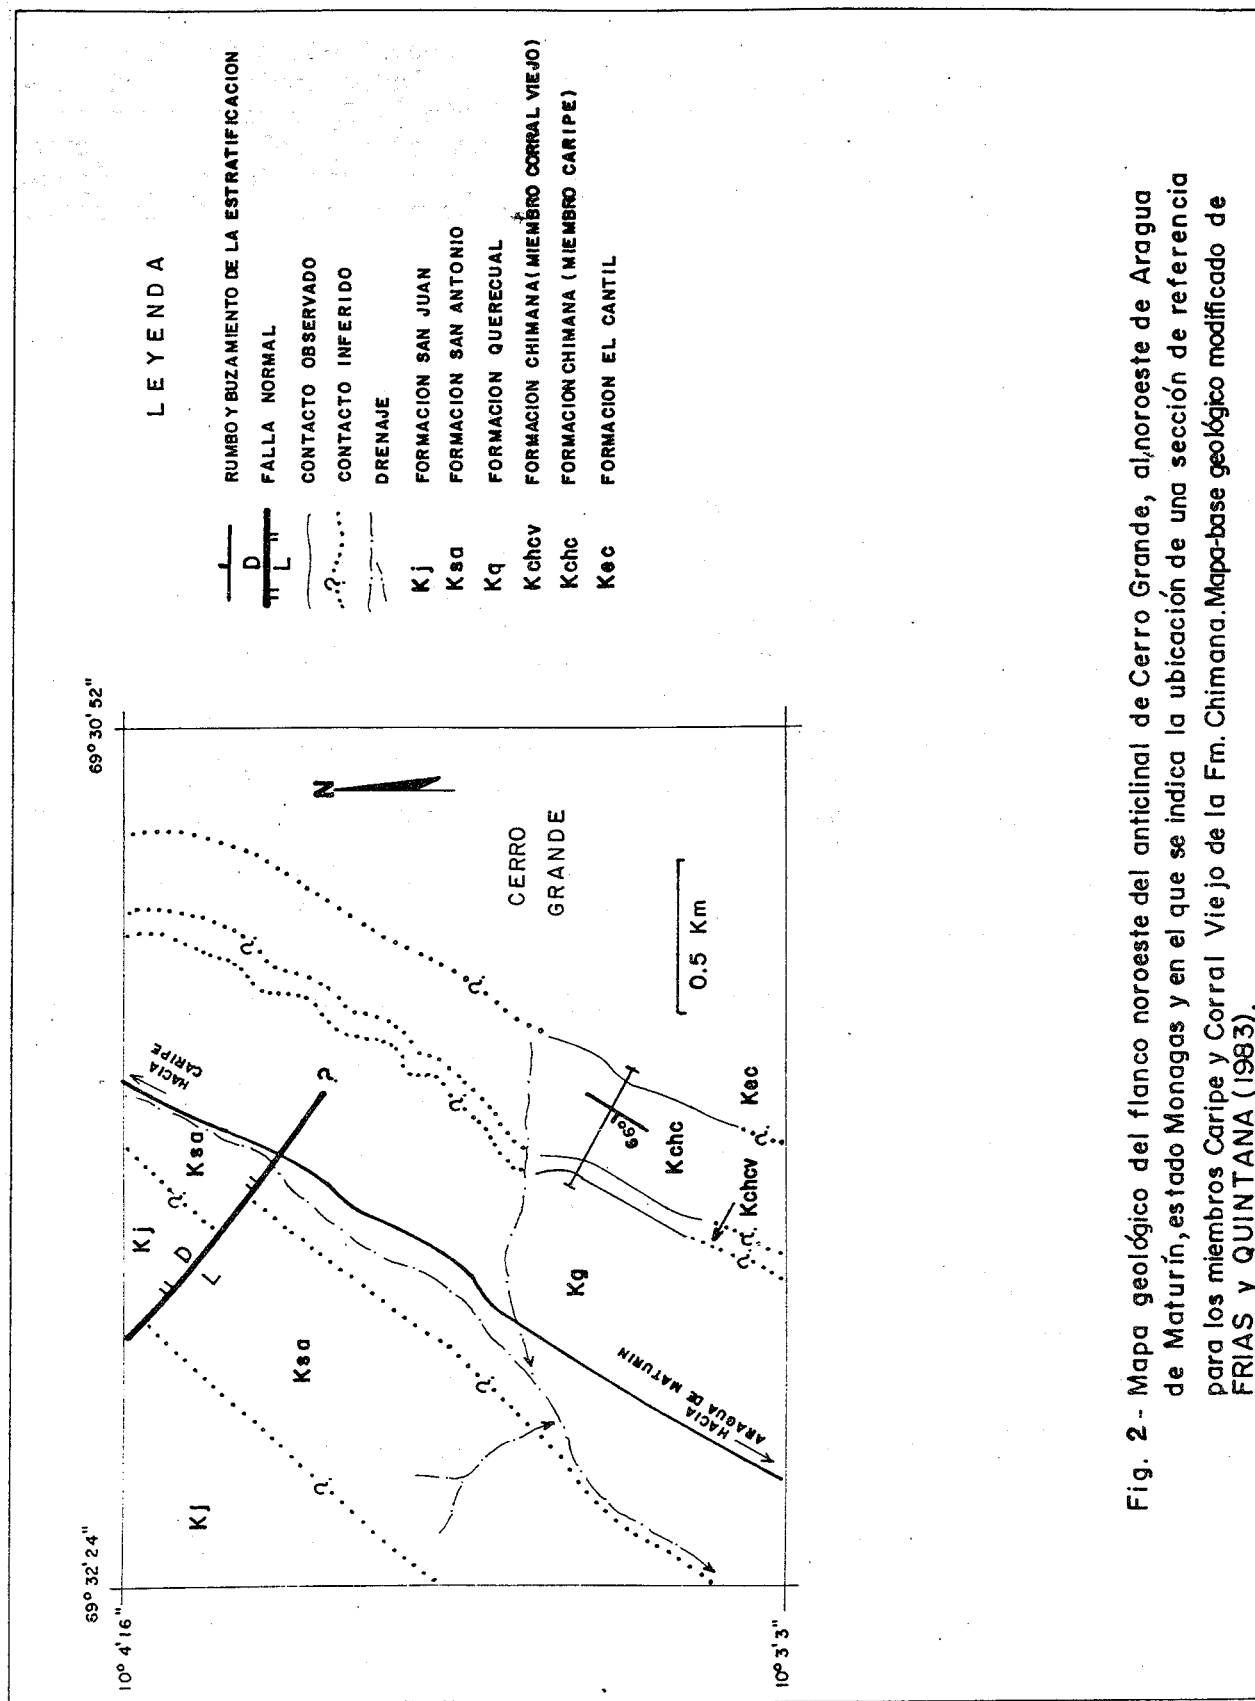 LEYENDA
RUMBO Y BUZAMIENTO DE LA ESTRATIFICACION
D
L
FALLA NORMAL
CONTACTO OBSERVADO
..?..... CONTACTO INFERIDO
DRENAJE
Kj FORMACION SAN JUAN
Ksa FORMACION SAN ANTONIO
Kq FORMACION QUERECUAL
Kchcv FORMACION CHIMANA (MIEMBRO CORRAL VIEJO)
Kchc FORMACION CHIMANA (MIEMBRO CARIPE)
Kec FORMACION EL CANTIL
69° 32' 24"
69° 30' 52"
10° 4' 16"
10° 3' 3"
N
HACIA
CARIPE
Kj
Ksa
D
L
?
?
?
?
?
Kj
?
Ksa
?
CERRO
GRANDE
0.5 Km
Kg
66°
Kchc
Kec
Kchcv
?
?
?
HACIA
ARAGUA DE MATURIN
Fig. 2 - Mapa geológico del flanco noroeste del anticlinal de Cerro Grande, al noroeste de Aragua
de Maturín, estado Monagas y en el que se indica la ubicación de una sección de referencia
para los miembros Caripe y Corral Viejo de la Fm. Chimana. Mapa-base geológico modificado de
FRIAS y QUINTANA (1983).